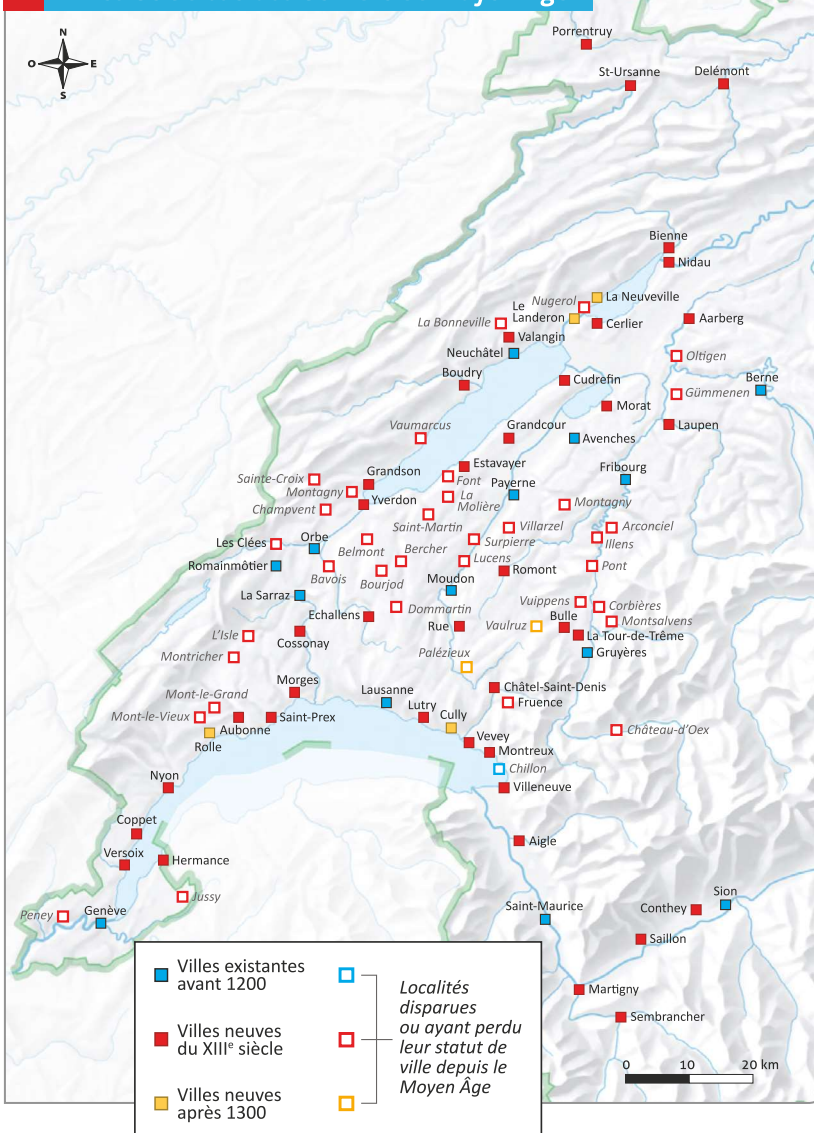 Porrentruy
St-Ursanne
Delémont
N
O
E
S
Bienne
Nidau
La Neuveville
Nugerol
Le
Landeron
Cerlier
Aarberg
La Bonneville
Valangin
Neuchâtel
Oltigen
Boudry
Cudrefin
Berne
Gümmenen
Morat
Vaumarcus
Grandcour
Avenches
Laupen
Grandson
Estavayer
Fribourg
Sainte-Croix
Font
Payerne
Montagny
La
Molière
Yverdon
Montagny
Champvent
Saint-Martin
Villarzel
Arconciel
Illens
Les Clées
Orbe
Belmont
Surpierre
Bercher
Romainmôtier
Lucens
Pont
Bavois
Bourjod
Romont
Moudon
La Sarraz
Vuippens
Corbières
Dommartin
Echallens
Bulle
Montsalvens
Rue
Vaulruz
La Tour-de-Trême
L'Isle
Cossonay
Gruyères
Montricher
Palézieux
Morges
Lausanne
Châtel-Saint-Denis
Mont-le-Grand
Lutry
Fruence
Mont-le-Vieux
Saint-Prex
Cully
Aubonne
Château-d'Oex
Rolle
Vevey
Montreux
Chillon
Nyon
Villeneuve
Coppet
Aigle
Versoix
Hermance
Jussy
Sion
Peney
Genève
Saint-Maurice
Conthey
Saillon
Martigny
Sembrancher
Villes existantes
avant 1200
Villes neuves
du XIIIe siècle
Villes neuves
après 1300
Localités
disparues
ou ayant perdu
leur statut de
ville depuis le
Moyen Âge
0 10 20 km